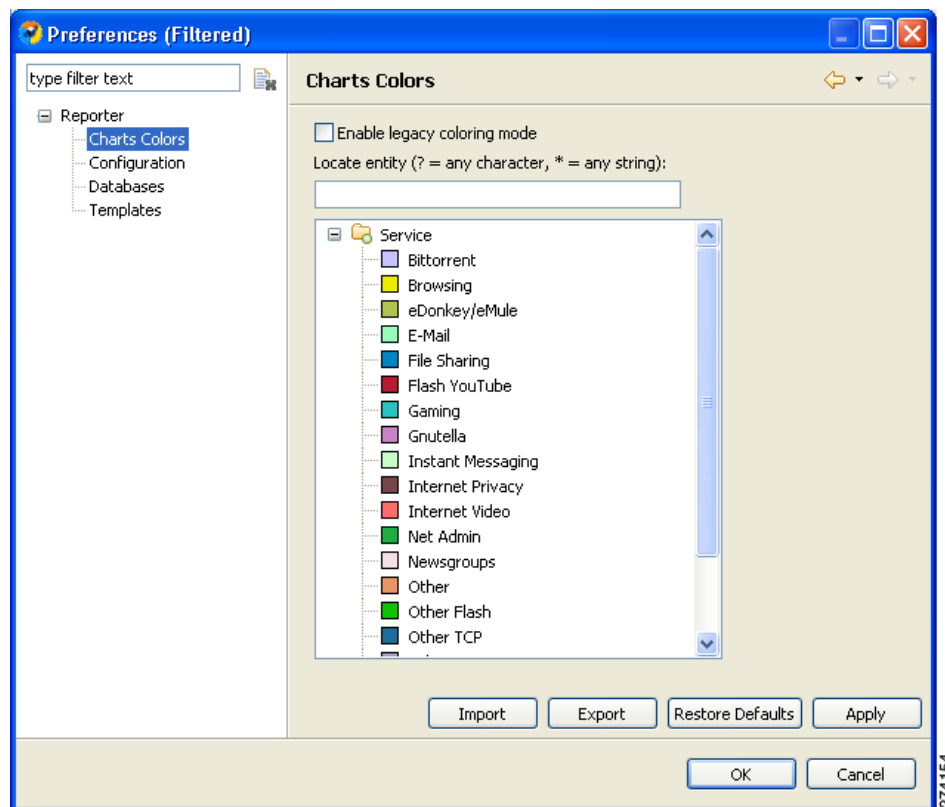 Preferences (Filtered)
type filter text
Reporter
Charts Colors
Configuration
Databases
Templates
Charts Colors
Enable legacy coloring mode
Locate entity (? = any character, * = any string):
Service
Bittorrent
Browsing
eDonkey/eMule
E-Mail
File Sharing
Flash YouTube
Gaming
Gnutella
Instant Messaging
Internet Privacy
Internet Video
Net Admin
Newsgroups
Other
Other Flash
Other TCP
Import
Export
Restore Defaults
Apply
OK
Cancel